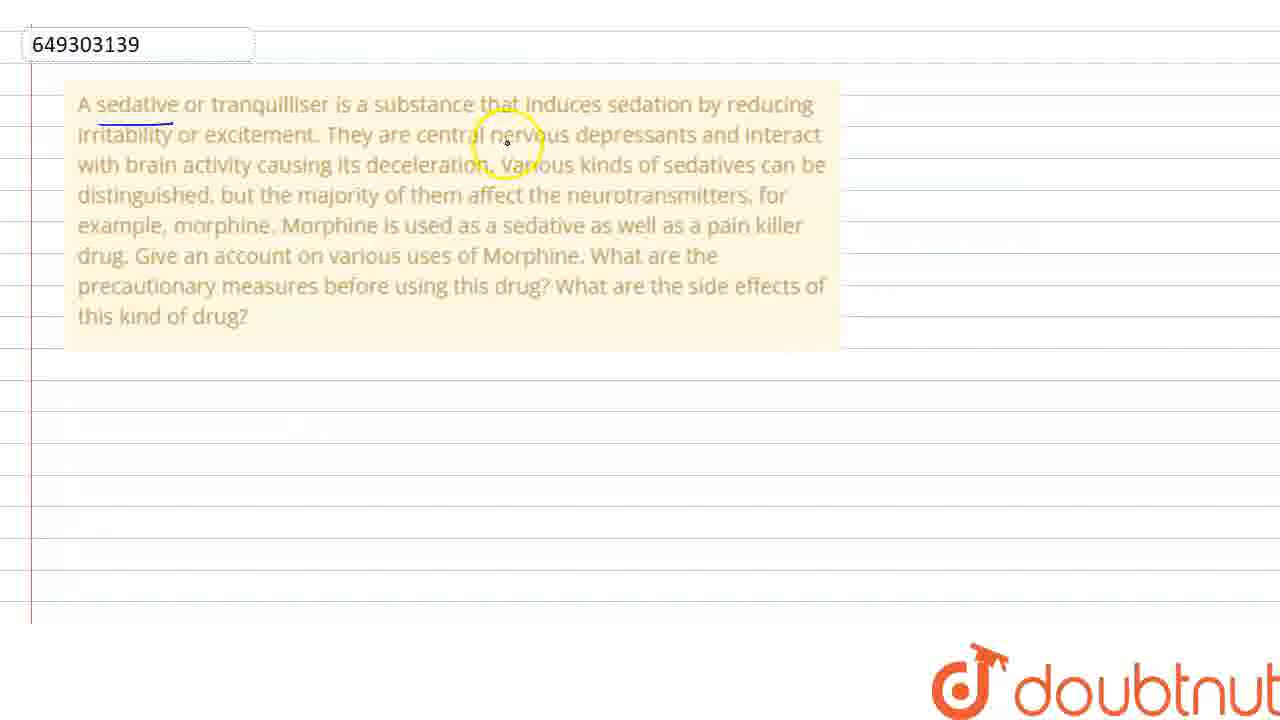 649303139
A sedative or tranquilliser is a substance that induces sedation by reducing
irritability or excitement. They are central nervous depressants and interact
with brain activity causing its deceleration. Various kinds of sedatives can be
distinguished, but the majority of them affect the neurotransmitters, for
example, morphine. Morphine is used as a sedative as well as a pain killer
drug. Give an account on various uses of Morphine. What are the
precautionary measures before using this drug? What are the side effects of
this kind of drug?
doubtnut